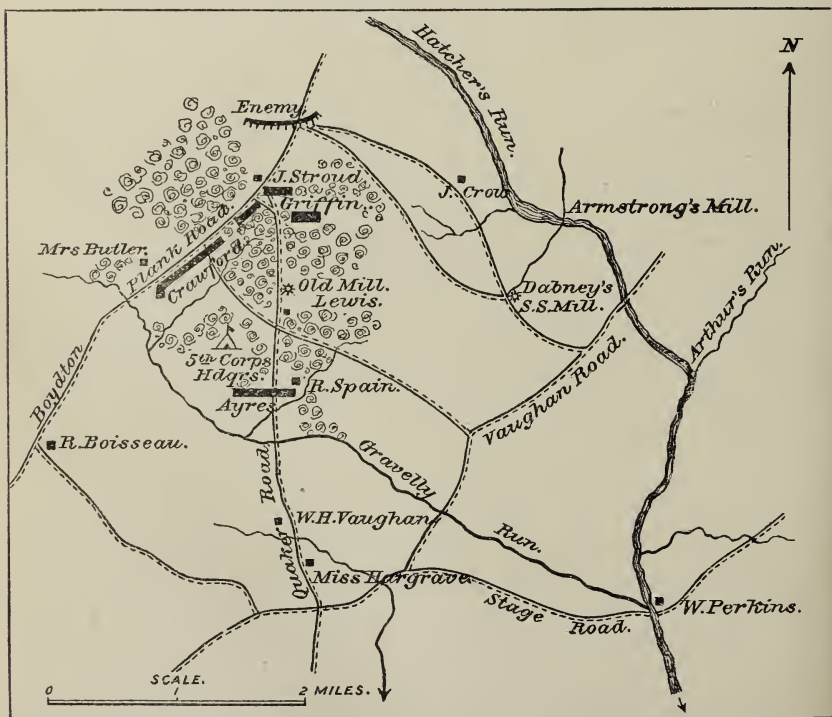 N
Hatcher's Run.
Enemy.
J. Stroud
Griffin.
J. Crow
Armstrong's Mill.
Mrs Butler.
Boydton Plank Road.
Crawford.
Old Mill.
Lewis.
Dabney's
S.S. Mill.
Arthur's Run.
5th Corps
Hdqrs.
R. Spain.
Ayres
Vaughan Road.
R. Boisseau.
Gravelly Run.
Quaker Road.
W.H. Vaughan
Miss Hargrave.
Stage Road.
W. Perkins.
SCALE.
0 1 2 MILES.